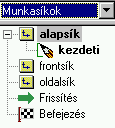 Munkasíkok
alapsík
kezdeti
frontsík
oldalsík
Frissítés
Befejezés